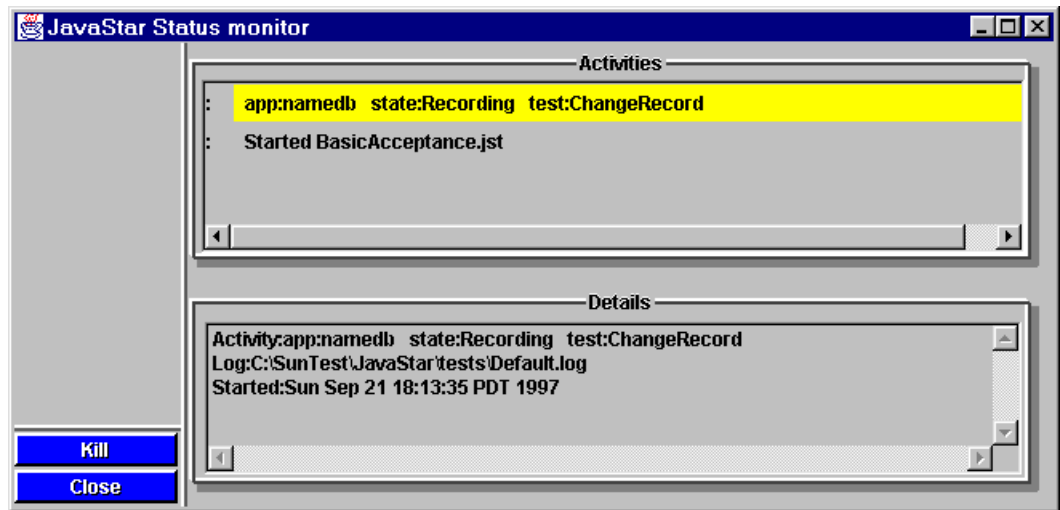 JavaStar Status monitor
Activities
: app:namedb state:Recording test:ChangeRecord
: Started BasicAcceptance.jst
Details
Activity:app:namedb state:Recording test:ChangeRecord
Log:C:\SunTest\JavaStar\tests\Default.log
Started:Sun Sep 21 18:13:35 PDT 1997
Kill
Close